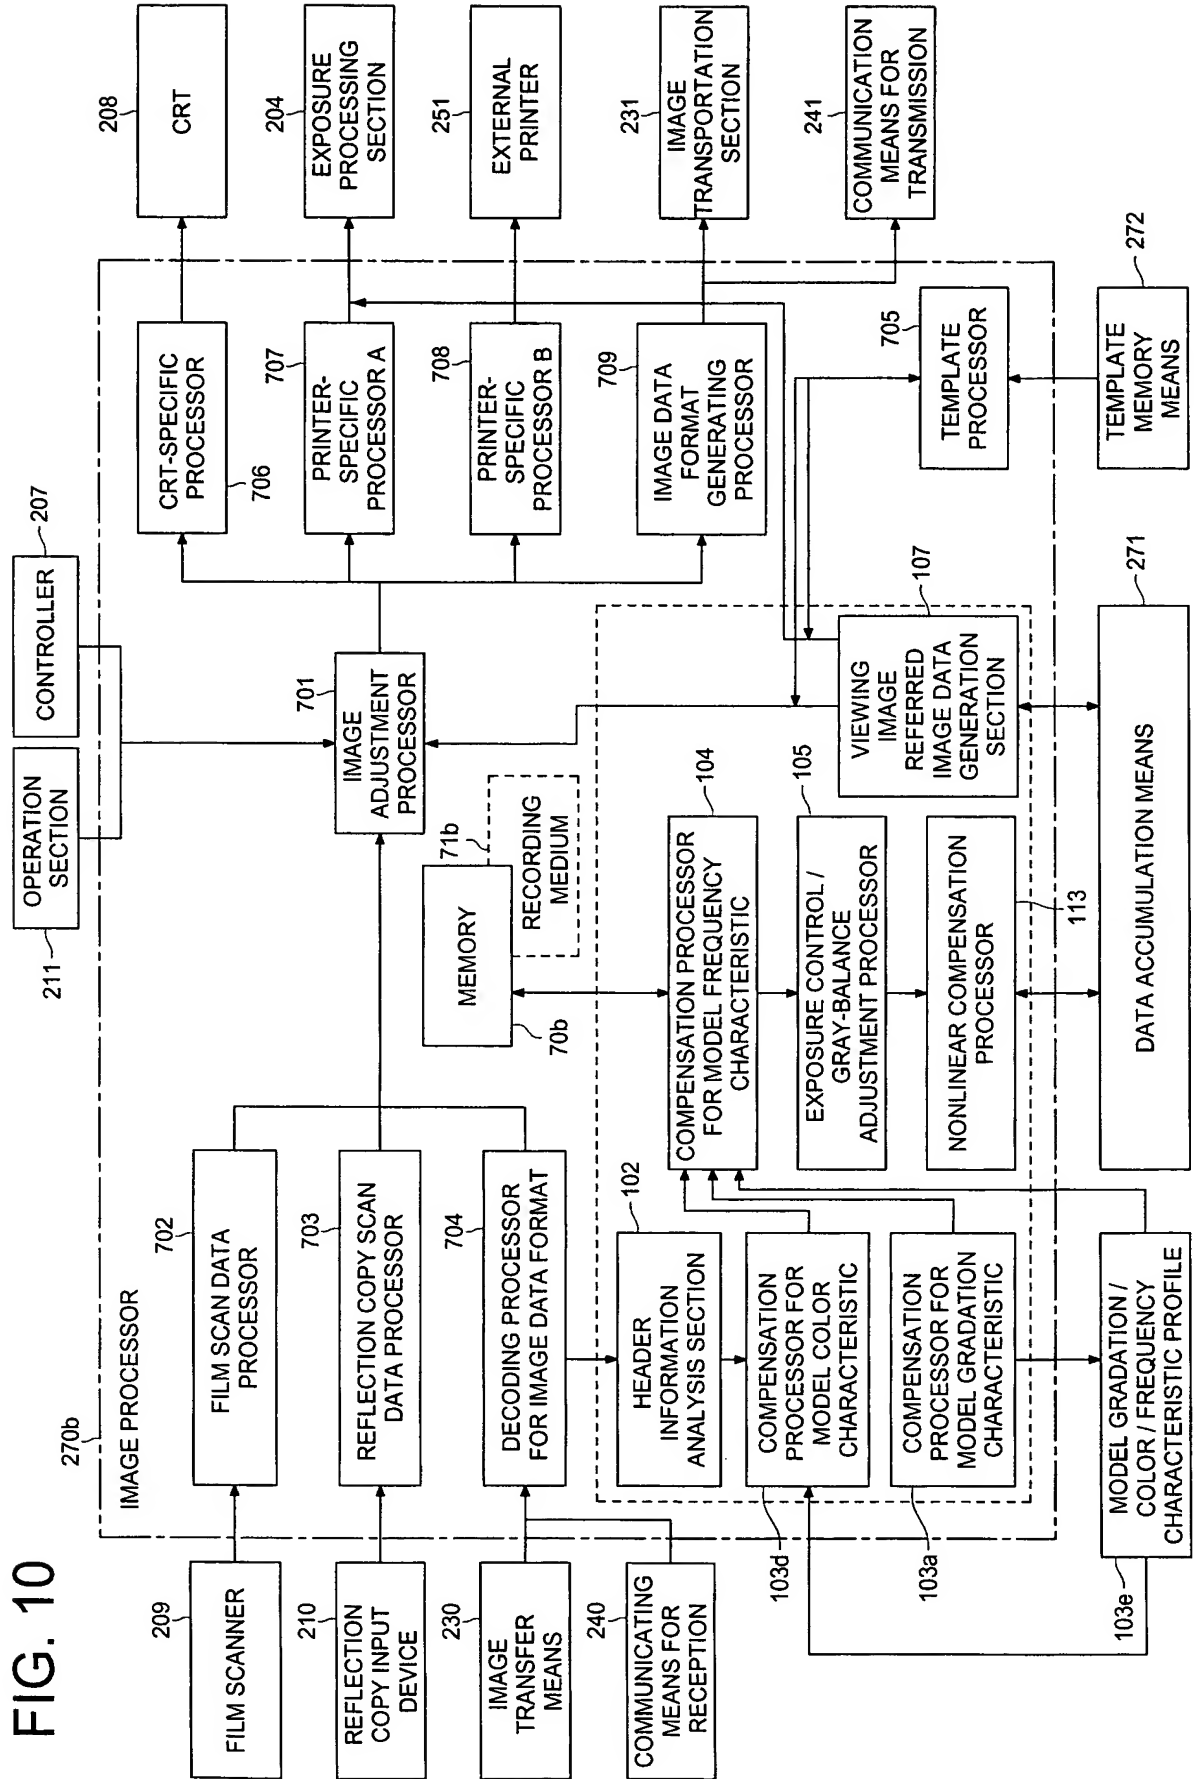 FIG. 10
209
FILM SCANNER
210
REFLECTION
COPY INPUT
DEVICE
230
IMAGE
TRANSFER
MEANS
240
COMMUNICATING
MEANS FOR
RECEPTION
270b
IMAGE PROCESSOR
702
FILM SCAN DATA
PROCESSOR
703
REFLECTION COPY SCAN
DATA PROCESSOR
704
DECODING PROCESSOR
FOR IMAGE DATA FORMAT
102
HEADER
INFORMATION
ANALYSIS SECTION
COMPENSATION
PROCESSOR FOR
MODEL COLOR
CHARACTERISTIC
103d
COMPENSATION
PROCESSOR FOR
MODEL GRADATION
CHARACTERISTIC
103a
MODEL GRADATION /
COLOR / FREQUENCY
CHARACTERISTIC PROFILE
103e
211
OPERATION
SECTION
CONTROLLER
207
701
IMAGE
ADJUSTMENT
PROCESSOR
MEMORY
70b
71b
RECORDING
MEDIUM
104
COMPENSATION PROCESSOR
FOR MODEL FREQUENCY
CHARACTERISTIC
105
EXPOSURE CONTROL /
GRAY-BALANCE
ADJUSTMENT PROCESSOR
NONLINEAR COMPENSATION
PROCESSOR
113
107
VIEWING
IMAGE
REFERRED
IMAGE DATA
GENERATION
SECTION
271
DATA ACCUMULATION MEANS
CRT-SPECIFIC
PROCESSOR
706
707
PRINTER-
SPECIFIC
PROCESSOR A
708
PRINTER-
SPECIFIC
PROCESSOR B
709
IMAGE DATA
FORMAT
GENERATING
PROCESSOR
705
TEMPLATE
PROCESSOR
272
TEMPLATE
MEMORY
MEANS
208
CRT
204
EXPOSURE
PROCESSING
SECTION
251
EXTERNAL
PRINTER
231
IMAGE
TRANSPORTATION
SECTION
241
COMMUNICATION
MEANS FOR
TRANSMISSION